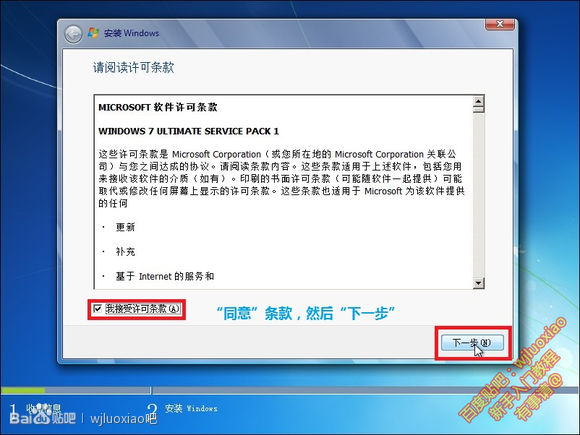 安装 Windows
请阅读许可条款
MICROSOFT 软件许可条款
WINDOWS 7 ULTIMATE SERVICE PACK 1
这些许可条款是 Microsoft Corporation（或您所在地的 Microsoft Corporation 关联公
司）与您之间达成的协议。请阅读条款内容。这些条款适用于上述软件，包括您用
来接收该软件的介质（如有）。印刷的书面许可条款（可能随软件一起提供）可能
取代或修改任何屏幕上显示的许可条款。这些条款也适用于 Microsoft 为该软件提供
的任何
· 更新
· 补充
· 基于 Internet 的服务和
我接受许可条款(A)
“同意”条款，然后“下一步”
下一步(N)
百度贴吧：wjluoxiao
新手入门教程
有事请@
1 收集信息
2 安装 Windows
Bai 贴吧 | wjluoxiao吧